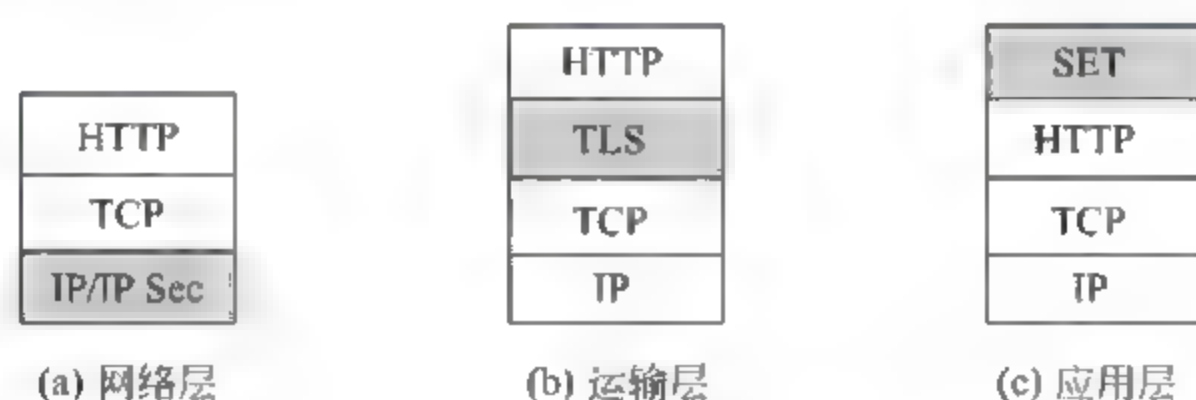 HTTP
TCP
IP/IP Sec
(a) 网络层
HTTP
TLS
TCP
IP
(b) 运输层
SET
HTTP
TCP
IP
(c) 应用层